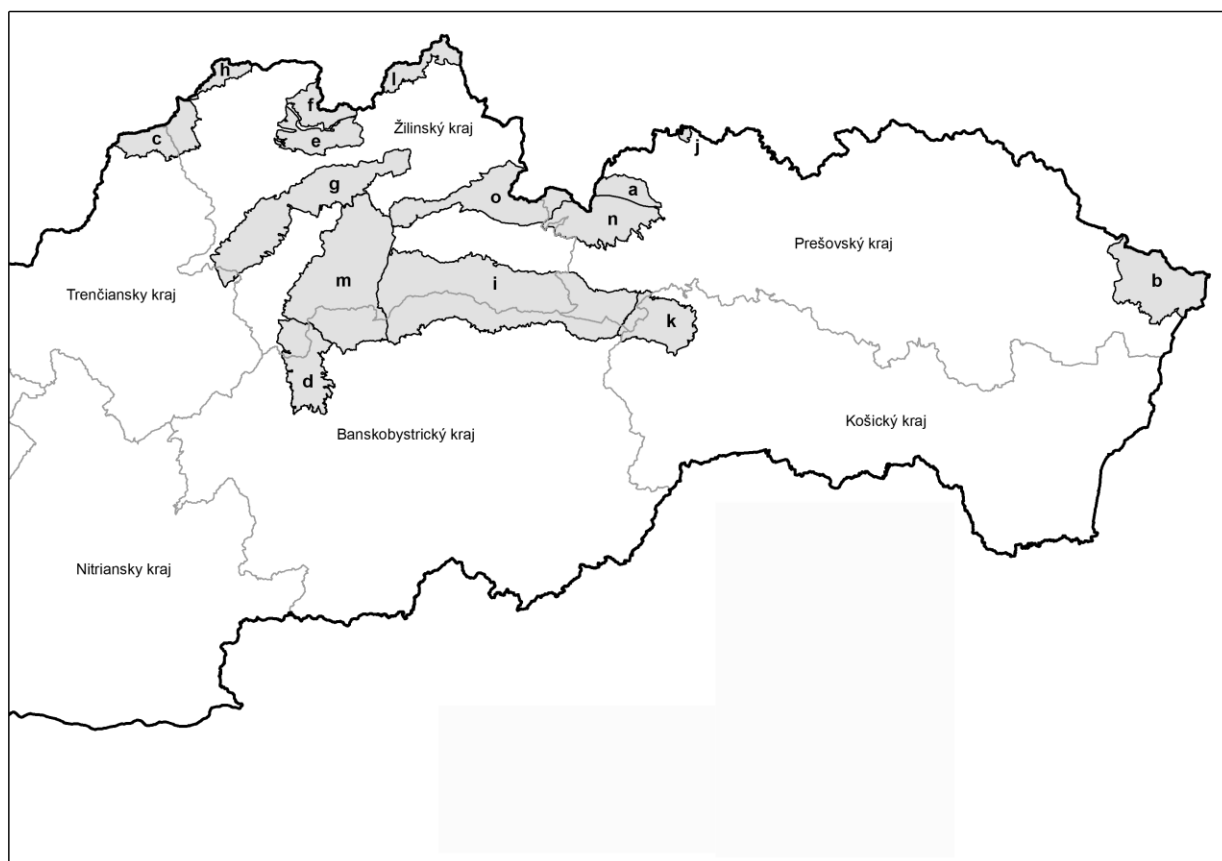 h
l
f
c
Žilinský kraj
e
j
g
a
o
n
Prešovský kraj
m
i
b
Trenčiansky kraj
k
d
Košický kraj
Banskobystrický kraj
Nitriansky kraj